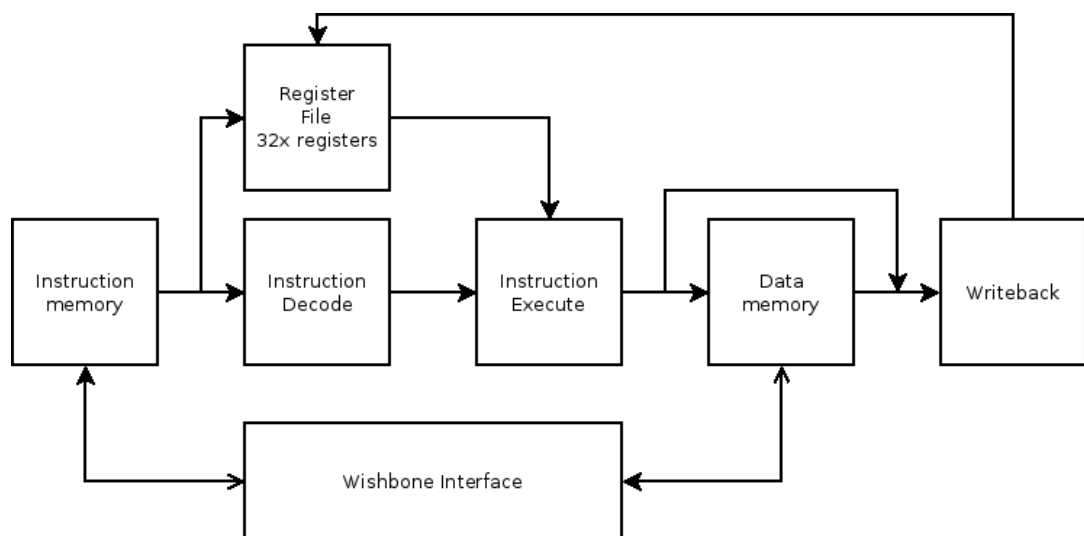 Register
File
32x registers
Instruction
memory
Instruction
Decode
Instruction
Execute
Data
memory
Writeback
Wishbone Interface